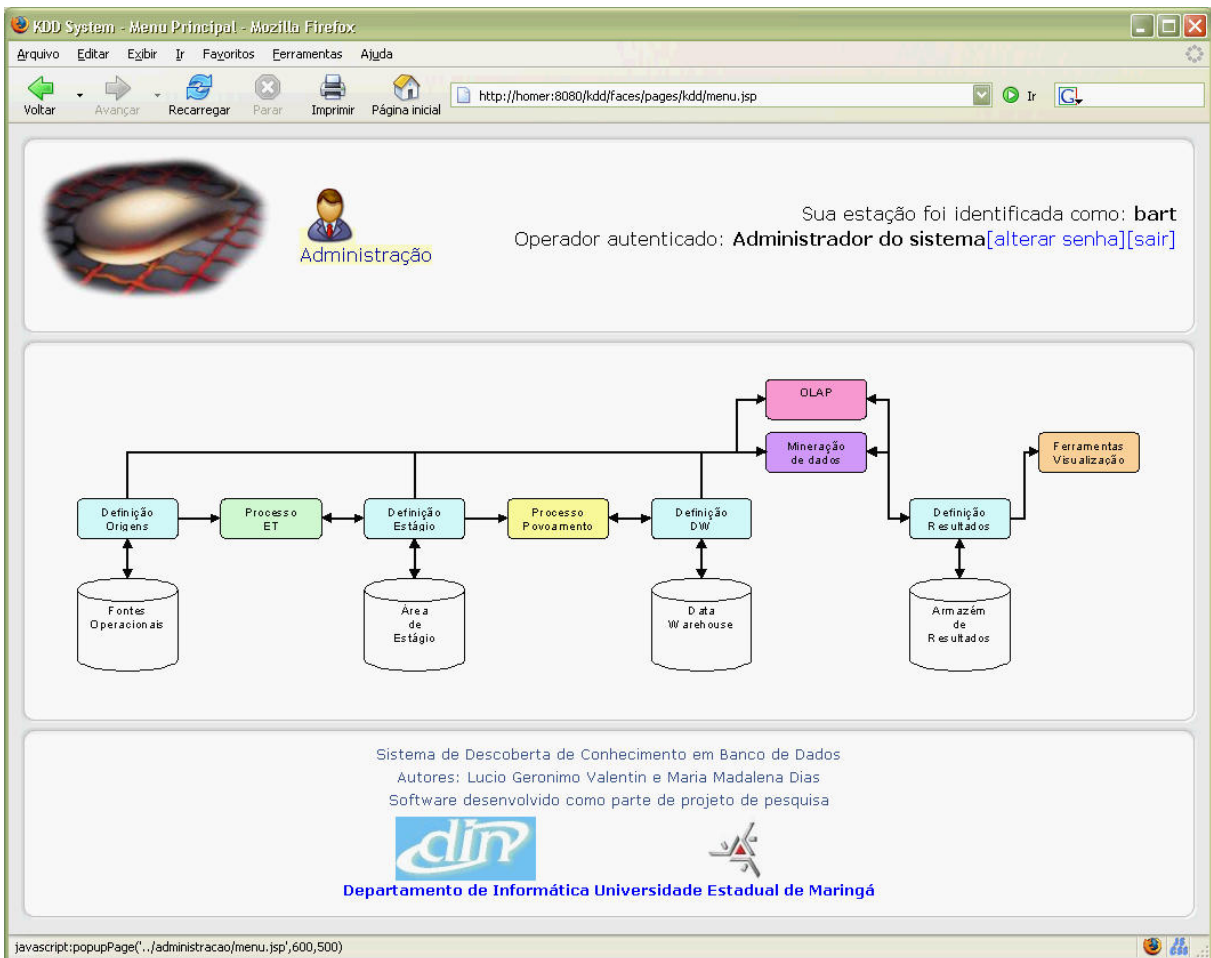 KDD System - Menu Principal - Mozilla Firefox
Arquivo Editar Exibir Ir Favoritos Ferramentas Ajuda
Voltar Avançar Recarregar Parar Imprimir Página inicial
http://homer:8080/kdd/faces/pages/kdd/menu.jsp
Ir
G
Sua estação foi identificada como: bart
Operador autenticado: Administrador do sistema[alterar senha][sair]
Administração
OLAP
Mineração
de dados
Ferramentas
Visualização
Definição
Origens
Processo
ET
Definição
Estágio
Processo
Povoamento
Definição
DW
Definição
Resultados
Fontes
Operacionais
Área
de
Estágio
Data
Warehouse
Armazém
de
Resultados
Sistema de Descoberta de Conhecimento em Banco de Dados
Autores: Lucio Geronimo Valentin e Maria Madalena Dias
Software desenvolvido como parte de projeto de pesquisa
din
Departamento de Informática Universidade Estadual de Maringá
javascript:popupPage('../administracao/menu.jsp',600,500)
JS
CSS